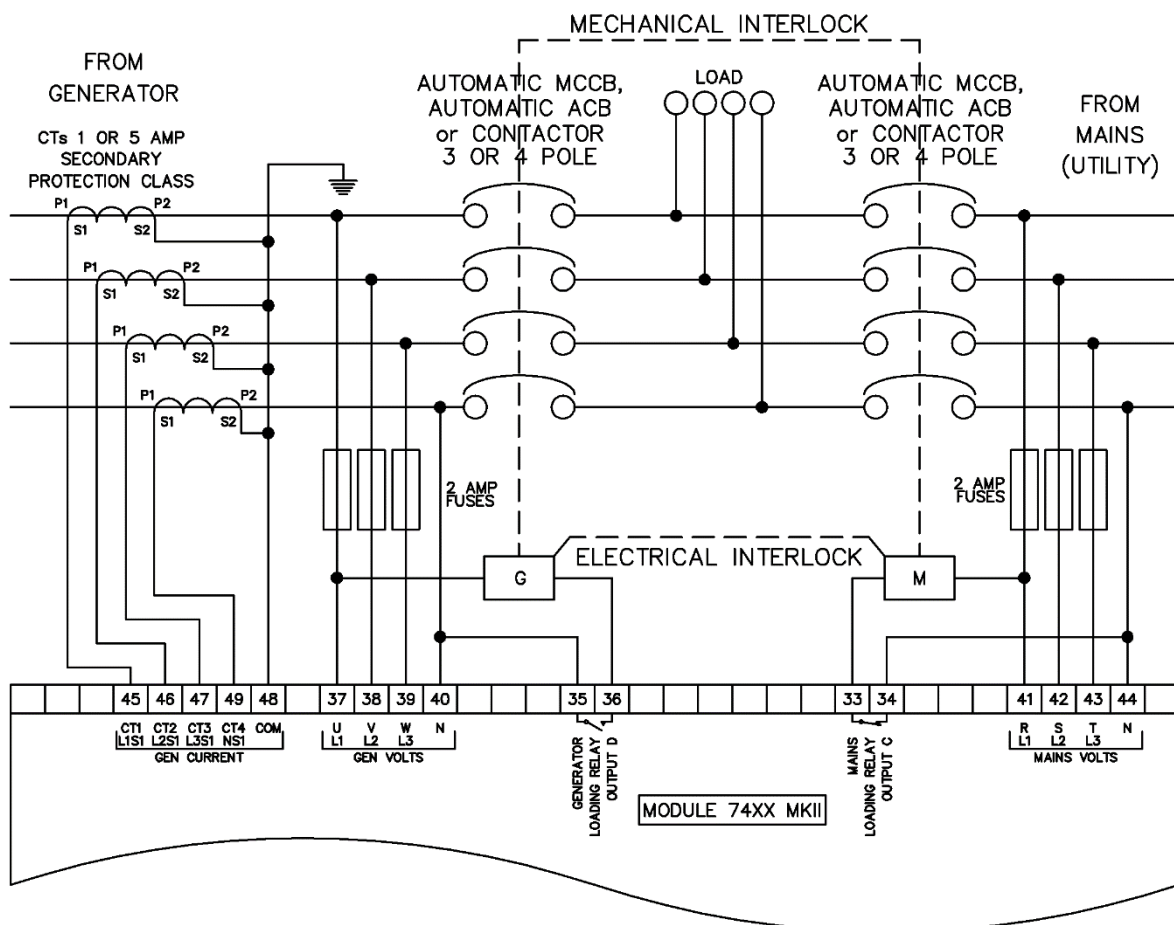 MECHANICAL INTERLOCK
FROM
GENERATOR
CTs 1 OR 5 AMP
SECONDARY
PROTECTION CLASS
AUTOMATIC MCCB,
AUTOMATIC ACB
or CONTACTOR
3 OR 4 POLE
LOAD
AUTOMATIC MCCB,
AUTOMATIC ACB
or CONTACTOR
3 OR 4 POLE
FROM
MAINS
(UTILITY)
P1 P2
S1 S2
P1 P2
S1 S2
P1 P2
S1 S2
P1 P2
S1 S2
2 AMP
FUSES
2 AMP
FUSES
ELECTRICAL INTERLOCK
G
M
45 46 47 49 48 37 38 39 40 35 36 33 34 41 42 43 44
CT1 CT2 CT3 CT4 COM
L1S1 L2S1 L3S1 NS1
GEN CURRENT
U V W N
L1 L2 L3
GEN VOLTS
GENERATOR
LOADING RELAY
OUTPUT D
MAINS
LOADING RELAY
OUTPUT C
R S T N
L1 L2 L3
MAINS VOLTS
MODULE 74XX MKII